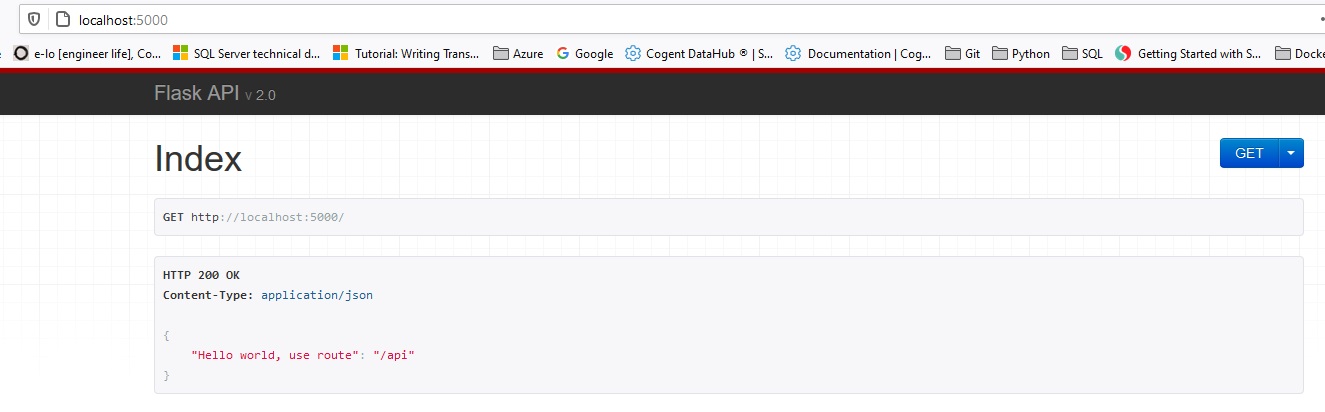 localhost:5000
e-lo [engineer life], Co... SQL Server technical d... Tutorial: Writing Trans... Azure Google Cogent DataHub ® | S... Documentation | Cog... Git Python SQL Getting Started with S... Docke
Flask API v 2.0
Index
GET
GET http://localhost:5000/
HTTP 200 OK
Content-Type: application/json
{
"Hello world, use route": "/api"
}